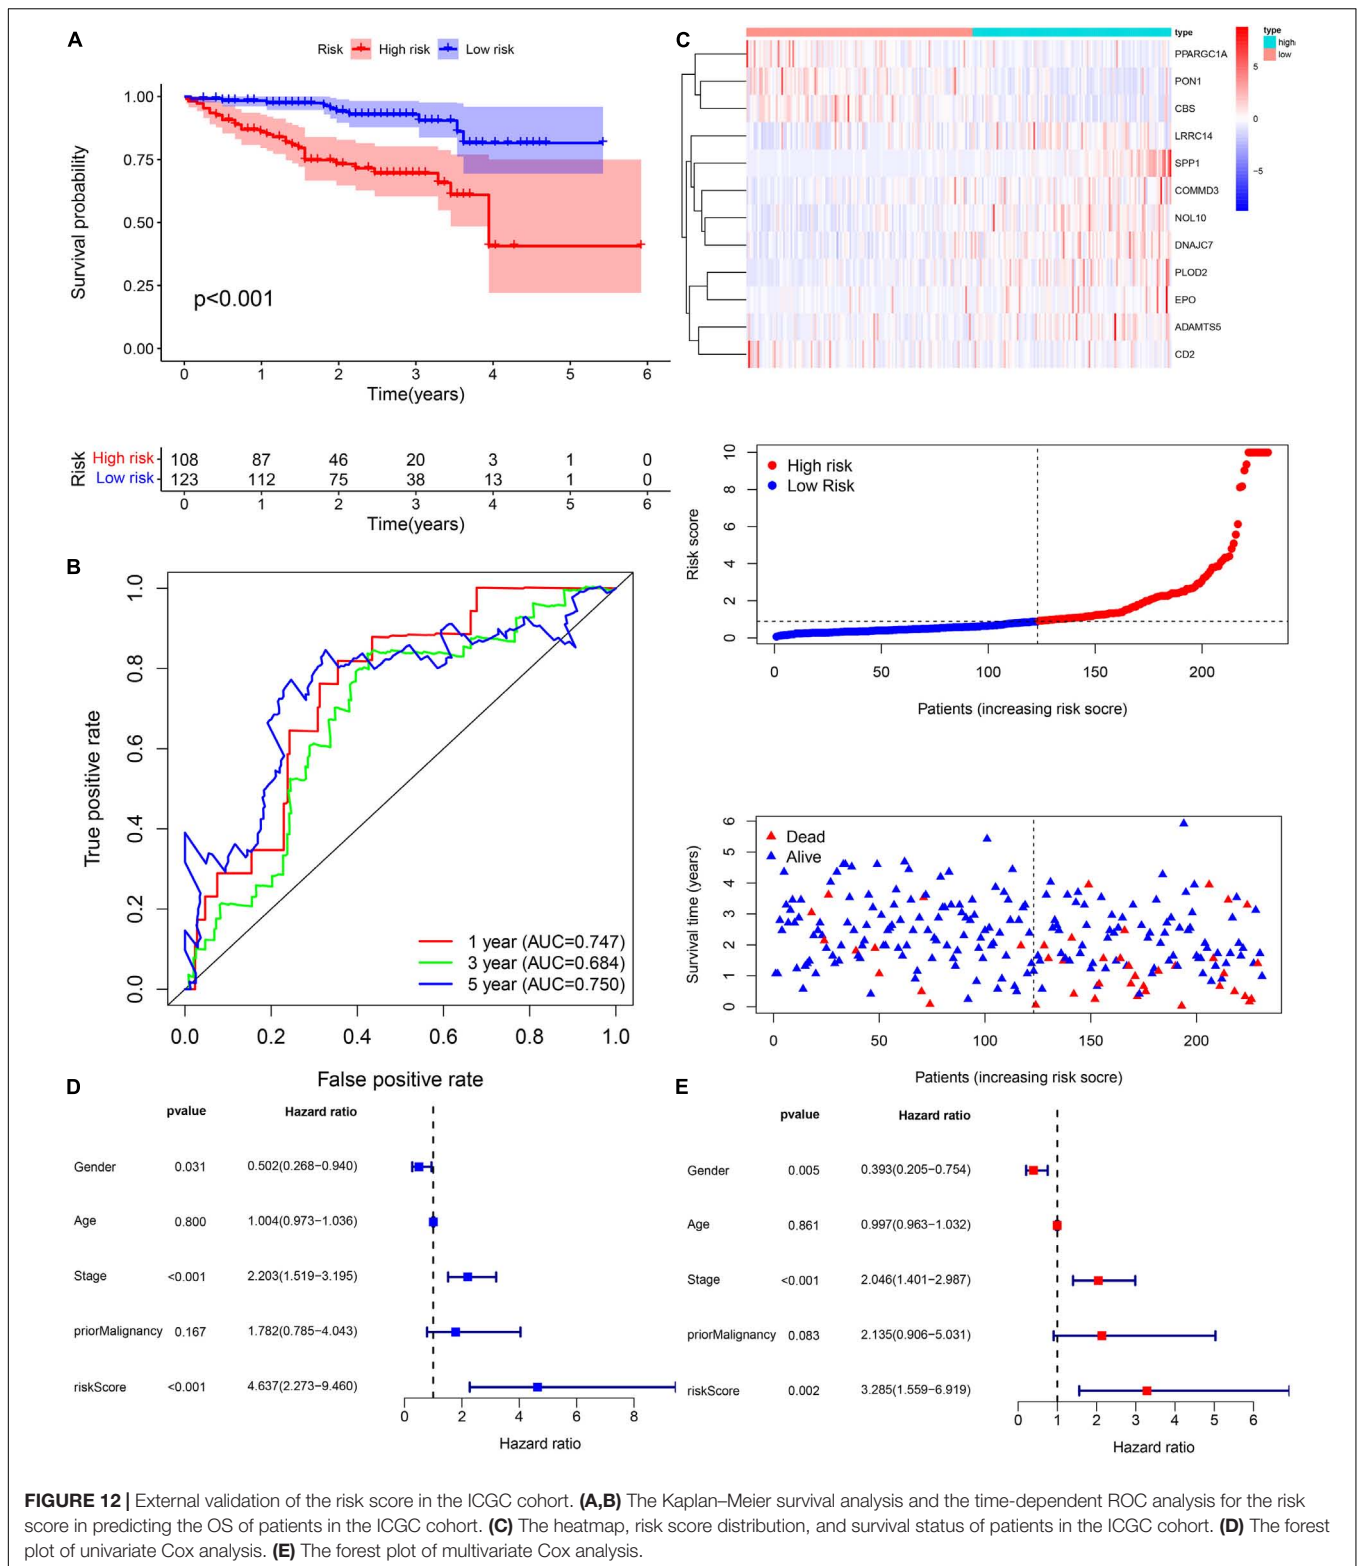 A
Risk High risk Low risk
Survival probability
1.00
0.75
0.50
0.25
0.00
p<0.001
0 1 2 3 4 5 6
Time(years)
Risk
High risk 108 87 46 20 3 1 0
Low risk 123 112 75 38 13 1 0
0 1 2 3 4 5 6
Time(years)
B
True positive rate
1.0
0.8
0.6
0.4
0.2
0.0
1 year (AUC=0.747)
3 year (AUC=0.684)
5 year (AUC=0.750)
0.0 0.2 0.4 0.6 0.8 1.0
False positive rate
C
type
PPARGC1A
PON1
CBS
LRRC14
SPP1
COMMD3
NOL10
DNAJC7
PLOD2
EPO
ADAMTS5
CD2
5
0
−5
type
high
low
Risk score
10
8
6
4
2
0
High risk
Low Risk
0 50 100 150 200
Patients (increasing risk socre)
Survival time (years)
6
5
4
3
2
1
0
Dead
Alive
0 50 100 150 200
Patients (increasing risk socre)
D
pvalue Hazard ratio
Gender 0.031 0.502(0.268−0.940)
Age 0.800 1.004(0.973−1.036)
Stage <0.001 2.203(1.519−3.195)
priorMalignancy 0.167 1.782(0.785−4.043)
riskScore <0.001 4.637(2.273−9.460)
0 2 4 6 8
Hazard ratio
E
pvalue Hazard ratio
Gender 0.005 0.393(0.205−0.754)
Age 0.861 0.997(0.963−1.032)
Stage <0.001 2.046(1.401−2.987)
priorMalignancy 0.083 2.135(0.906−5.031)
riskScore 0.002 3.285(1.559−6.919)
0 1 2 3 4 5 6
Hazard ratio
FIGURE 12 | External validation of the risk score in the ICGC cohort. (A,B) The Kaplan–Meier survival analysis and the time-dependent ROC analysis for the risk
score in predicting the OS of patients in the ICGC cohort. (C) The heatmap, risk score distribution, and survival status of patients in the ICGC cohort. (D) The forest
plot of univariate Cox analysis. (E) The forest plot of multivariate Cox analysis.